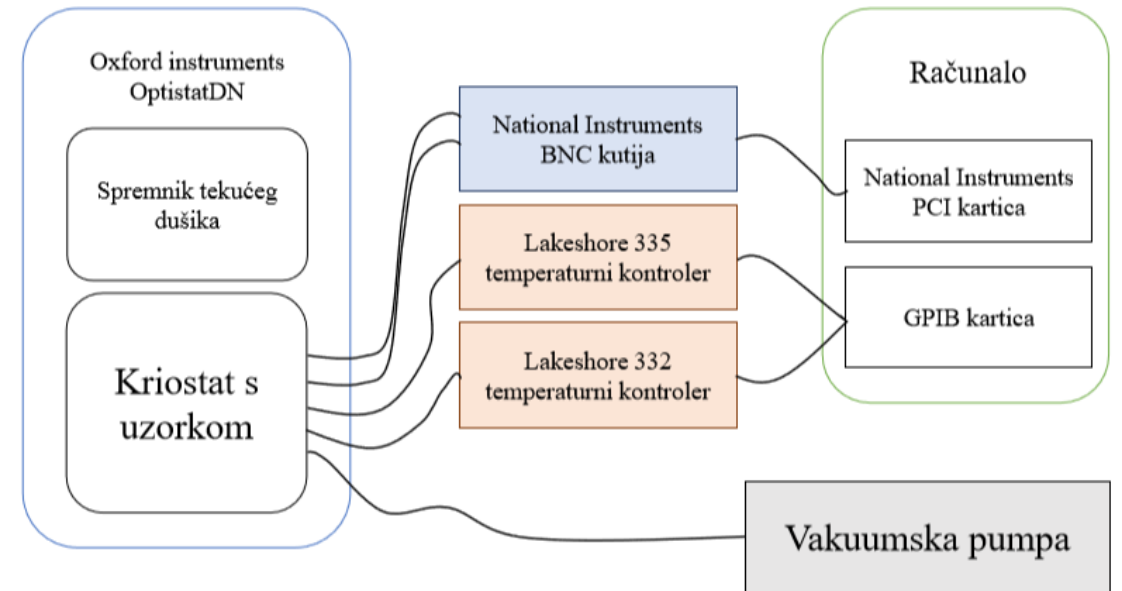 Oxford instruments
OptistatDN
Spremnik tekućeg
dušika
Kriostat s
uzorkom
National Instruments
BNC kutija
Lakeshore 335
temperaturni kontroler
Lakeshore 332
temperaturni kontroler
Računalo
National Instruments
PCI kartica
GPIB kartica
Vakuumska pumpa